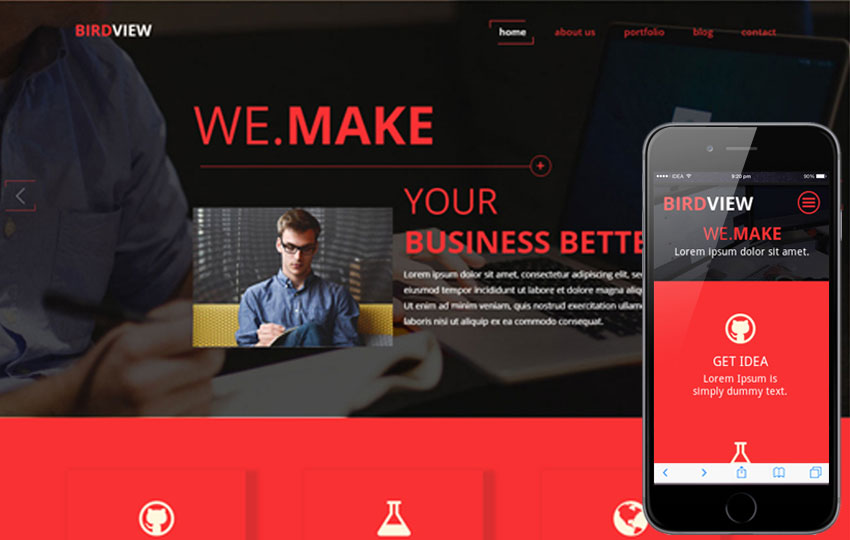 BIRDVIEW
home about us portfolio blog contact
WE.MAKE
YOUR
BUSINESS BETTE
Lorem ipsum dolor sit amet, consectetur adipiscing elit, se
eiusmod tempor incididunt ut labore et dolore magna aliq
Ut enim ad minim veniam, quis nostrud exercitation ullam
laboris nisi ut aliquip ex ea commodo consequat.
IDEA 9:20 pm 90%
BIRDVIEW
WE.MAKE
Lorem ipsum dolor sit amet.
GET IDEA
Lorem Ipsum is
simply dummy text.